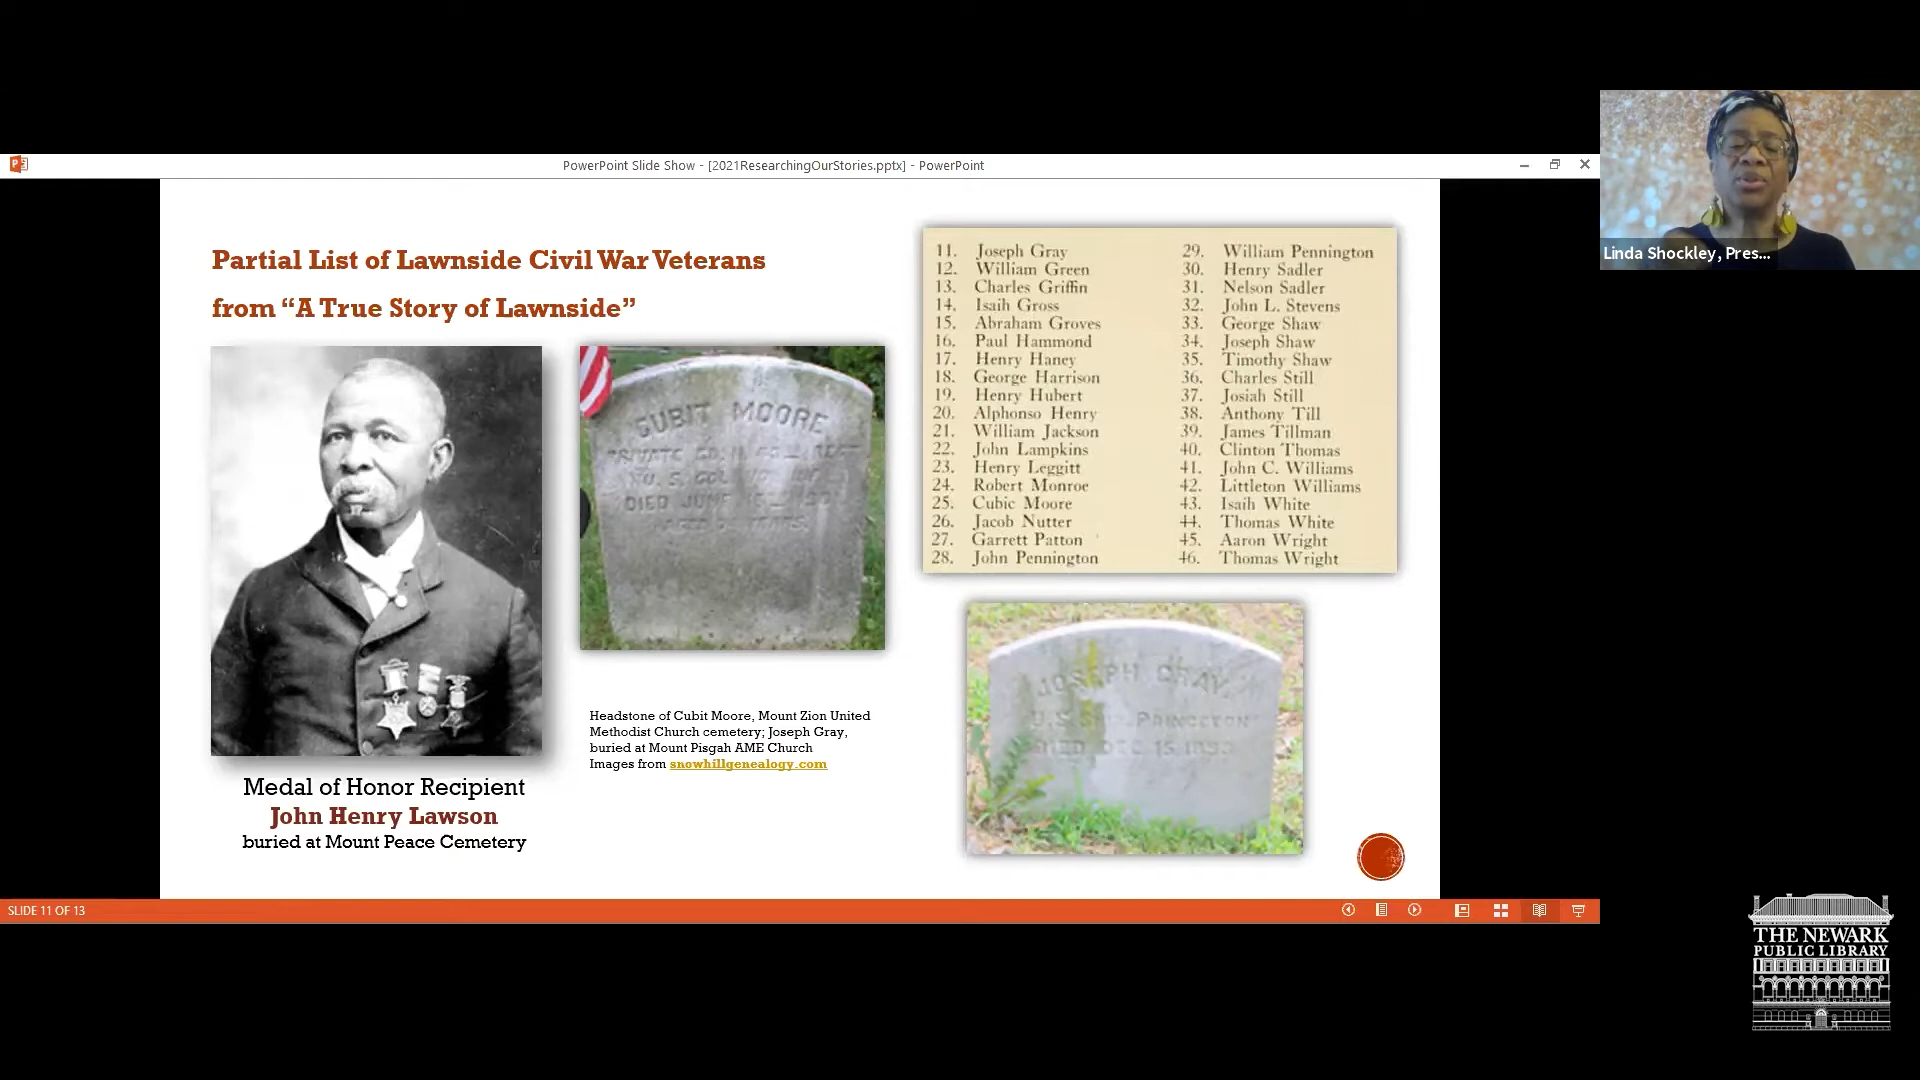 PowerPoint Slide Show - [2021ResearchingOurStories.pptx] - PowerPoint
Linda Shockley, Pres...
Partial List of Lawnside Civil War Veterans
from “A True Story of Lawnside”
11. Joseph Gray
12. William Green
13. Charles Griffin
14. Isaih Gross
15. Abraham Groves
16. Paul Hammond
17. Henry Haney
18. George Harrison
19. Henry Hubert
20. Alphonso Henry
21. William Jackson
22. John Lampkins
23. Henry Leggitt
24. Robert Monroe
25. Cubic Moore
26. Jacob Nutter
27. Garrett Patton
28. John Pennington
29. William Pennington
30. Henry Sadler
31. Nelson Sadler
32. John L. Stevens
33. George Shaw
34. Joseph Shaw
35. Timothy Shaw
36. Charles Still
37. Josiah Still
38. Anthony Till
39. James Tillman
40. Clinton Thomas
41. John C. Williams
42. Littleton Williams
43. Isaih White
44. Thomas White
45. Aaron Wright
46. Thomas Wright
CUBIT MOORE
PRIVATE CO.
U. S. COL.
DIED JUNE
Headstone of Cubit Moore, Mount Zion United
Methodist Church cemetery; Joseph Gray,
buried at Mount Pisgah AME Church
Images from snowhillgenealogy.com
JOSEPH GRAY.
U.S. PRINCETON
DIED DEC. 15,
Medal of Honor Recipient
John Henry Lawson
buried at Mount Peace Cemetery
SLIDE 11 OF 13
THE NEWARK
PUBLIC LIBRARY